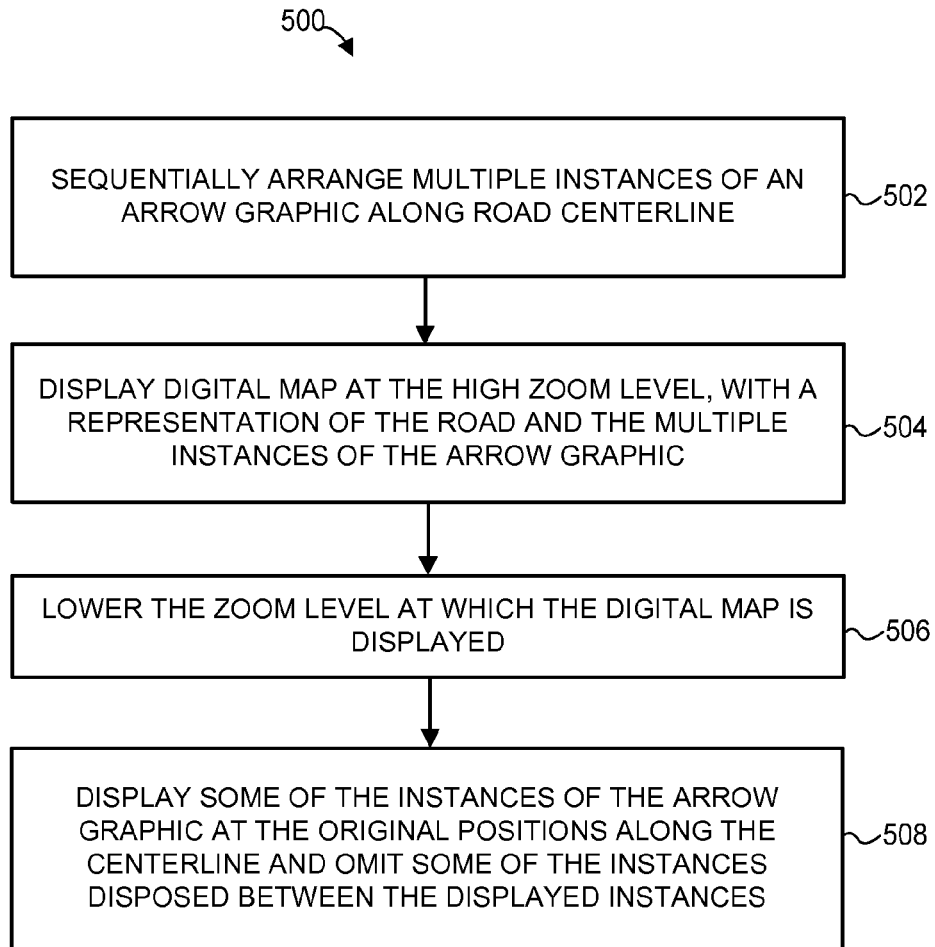 500
SEQUENTIALLY ARRANGE MULTIPLE INSTANCES OF AN
ARROW GRAPHIC ALONG ROAD CENTERLINE
502
DISPLAY DIGITAL MAP AT THE HIGH ZOOM LEVEL, WITH A
REPRESENTATION OF THE ROAD AND THE MULTIPLE
INSTANCES OF THE ARROW GRAPHIC
504
LOWER THE ZOOM LEVEL AT WHICH THE DIGITAL MAP IS
DISPLAYED
506
DISPLAY SOME OF THE INSTANCES OF THE ARROW
GRAPHIC AT THE ORIGINAL POSITIONS ALONG THE
CENTERLINE AND OMIT SOME OF THE INSTANCES
DISPOSED BETWEEN THE DISPLAYED INSTANCES
508